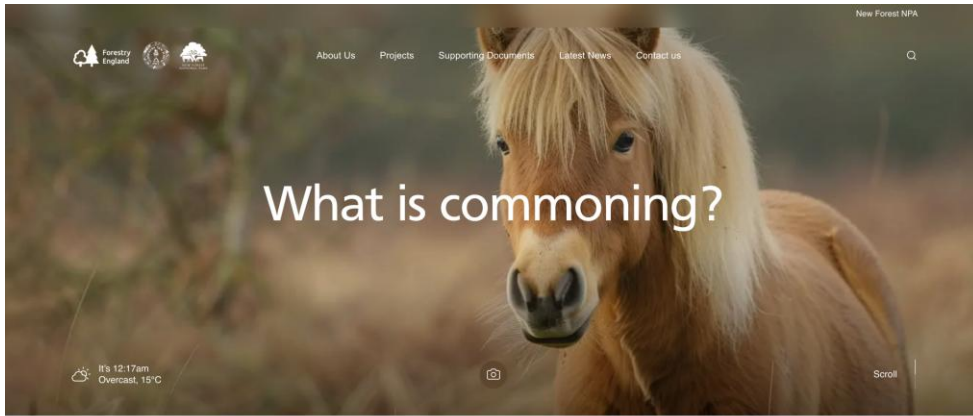 New Forest NPA
Forestry
England
About Us Projects Supporting Documents Latest News Contact us
What is commoning?
It's 12:17am
Overcast, 15°C
Scroll